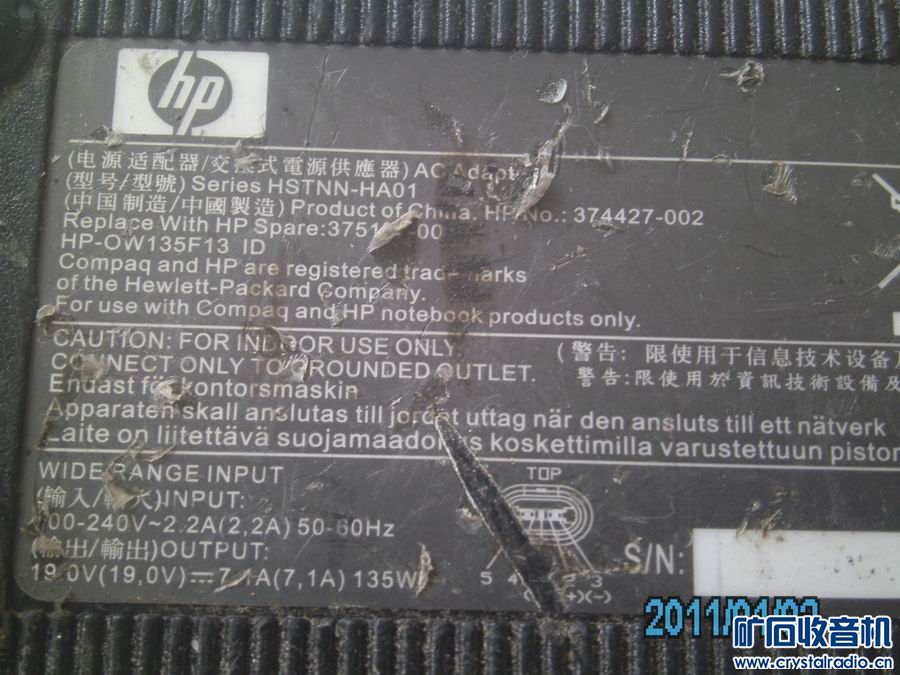 hp
(电源适配器/交換式電源供應器) AC Adapt
(型号/型號) Series HSTNN-HA01
(中国制造/中國製造) Product of China. HP No.: 374427-002
Replace With HP Spare:
HP-OW135F13 ID
Compaq and HP are registered trademarks
of the Hewlett-Packard Company.
For use with Compaq and HP notebook products only.
CAUTION: FOR INDOOR USE ONLY.
CONNECT ONLY TO GROUNDED OUTLET.
(警告: 限使用于信息技术设备及
警告:限使用於資訊技術設備及
Endast för kontorsmaskin
Apparaten skall anslutas till jordat uttag när den ansluts till ett nätverk
Laite on liitettävä suojamaadoitus koskettimilla varustettuun piston
WIDE RANGE INPUT
(输入/輸入)INPUT:
100-240V~2.2A(2,2A) 50-60Hz
(输出/輸出)OUTPUT:
19.0V(19,0V)⎓7.1A(7,1A) 135W
TOP
5 4 3
S/N:
矿石收音机
www.crystalradio.cn